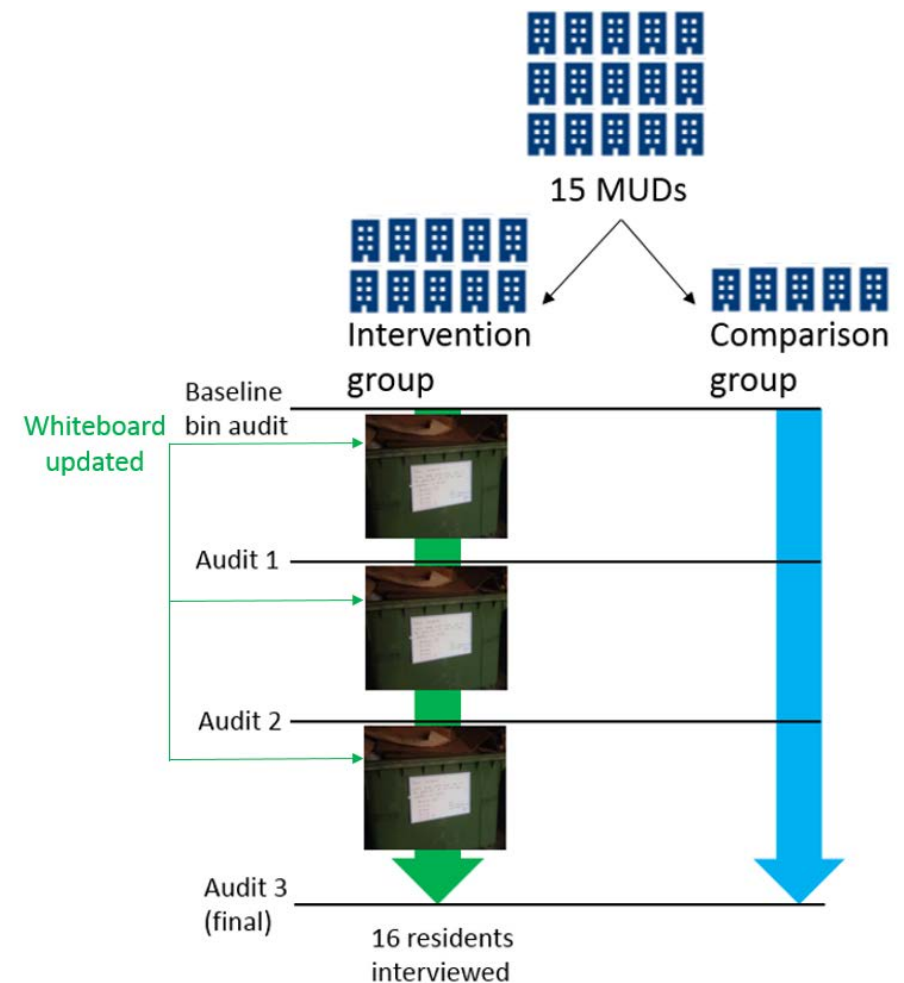 15 MUDs
Intervention
group
Comparison
group
Baseline
bin audit
Whiteboard
updated
Audit 1
Audit 2
Audit 3
(final)
16 residents
interviewed